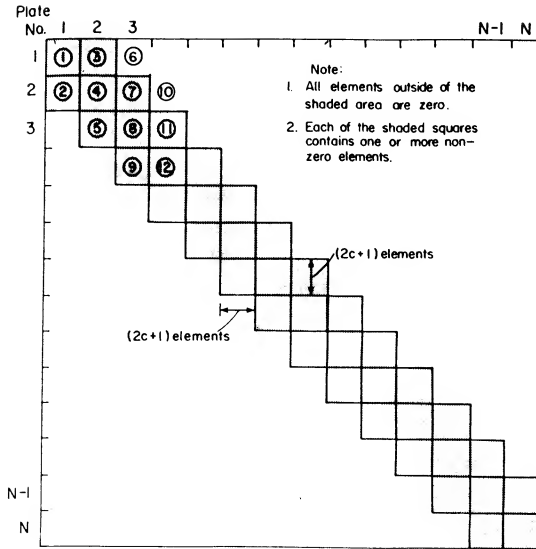 Plate
No. 1 2 3 N-1 N
1 ① ③ ⑥
2 ② ④ ⑦ ⑩
3 ⑤ ⑧ ⑪
⑨ ⑫
Note:
1. All elements outside of the
shaded area are zero.
2. Each of the shaded squares
contains one or more non-
zero elements.
(2c+1) elements
(2c+1) elements
N-1
N